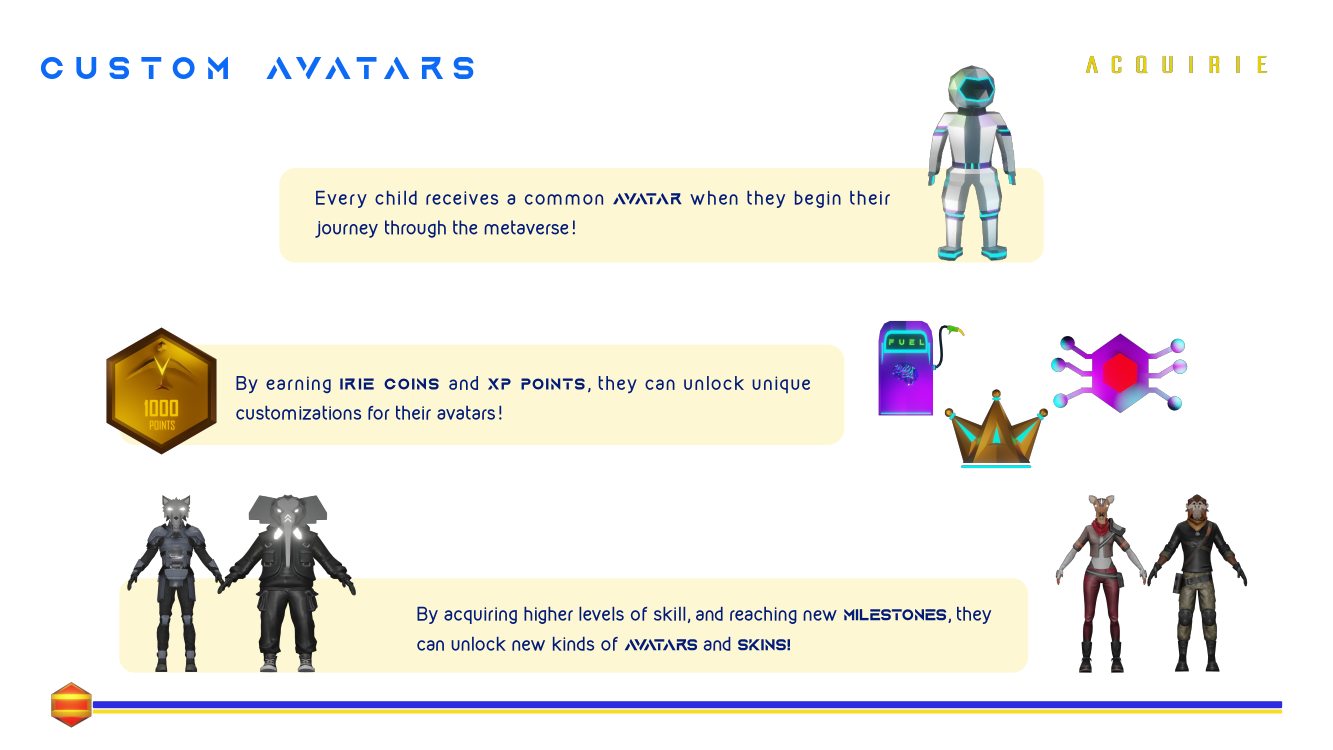 CUSTOM AVATARS
ACQUIRIE
Every child receives a common AVATAR when they begin their
journey through the metaverse!
1000
POINTS
By earning IRIE COINS and XP POINTS, they can unlock unique
customizations for their avatars!
FUEL
By acquiring higher levels of skill, and reaching new MILESTONES, they
can unlock new kinds of AVATARS and SKINS!